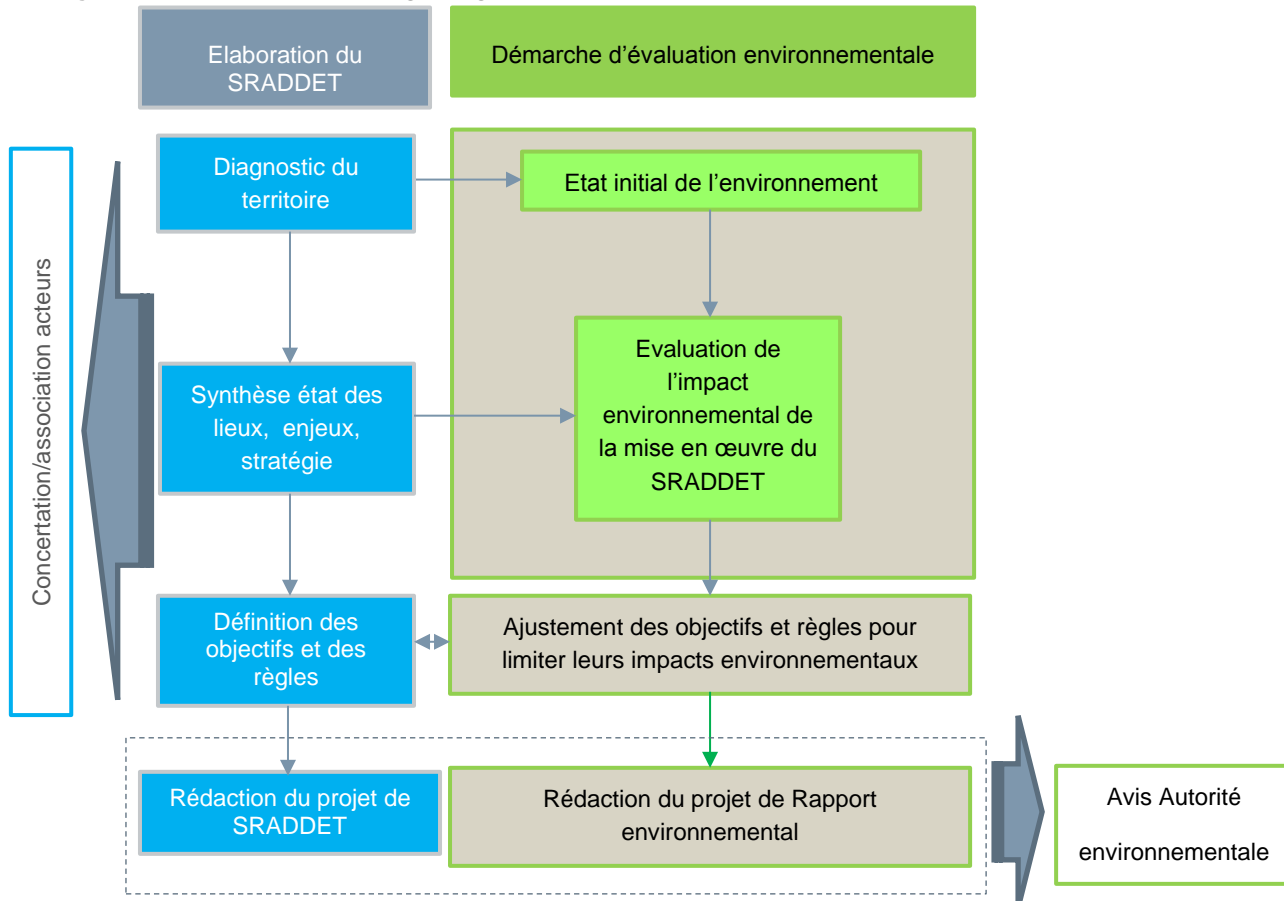 Elaboration du
SRADDET
Démarche d’évaluation environnementale
Concertation/association acteurs
Diagnostic du
territoire
Etat initial de l’environnement
Synthèse état des
lieux, enjeux,
stratégie
Evaluation de
l’impact
environnemental de
la mise en œuvre du
SRADDET
Définition des
objectifs et des
règles
Ajustement des objectifs et règles pour
limiter leurs impacts environnementaux
Rédaction du projet de
SRADDET
Rédaction du projet de Rapport
environnemental
Avis Autorité
environnementale